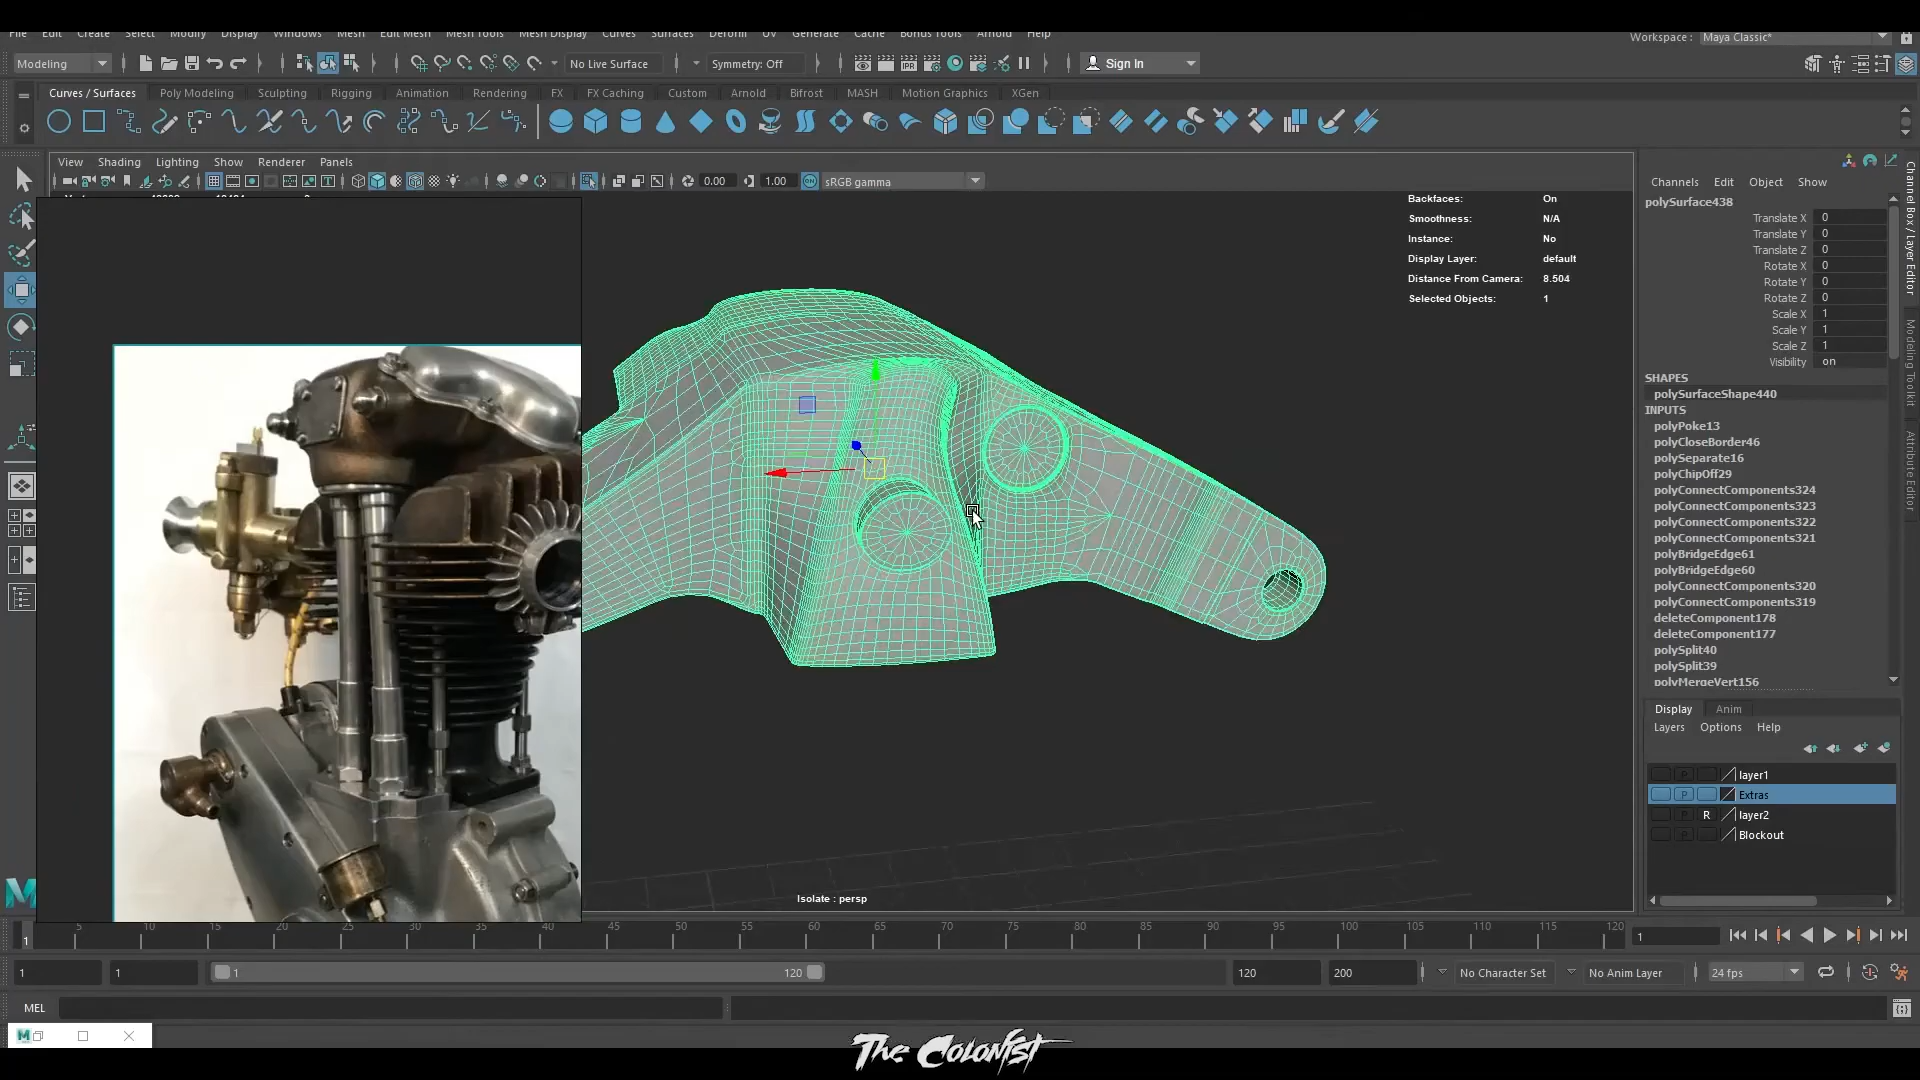 File Edit Create Select Modify Display Windows Mesh Edit Mesh Mesh Tools Mesh Display Curves Surfaces Deform UV Generate Cache Bonus Tools Arnold Help
Workspace : Maya Classic*
Modeling No Live Surface Symmetry: Off Sign In
Curves / Surfaces Poly Modeling Sculpting Rigging Animation Rendering FX FX Caching Custom Arnold Bifrost MASH Motion Graphics XGen
View Shading Lighting Show Renderer Panels
0.00 1.00 sRGB gamma
Backfaces: On
Smoothness: N/A
Instance: No
Display Layer: default
Distance From Camera: 8.504
Selected Objects: 1
Isolate : persp
Channels Edit Object Show
polySurface438
Translate X 0
Translate Y 0
Translate Z 0
Rotate X 0
Rotate Y 0
Rotate Z 0
Scale X 1
Scale Y 1
Scale Z 1
Visibility on
SHAPES
polySurfaceShape440
INPUTS
polyPoke13
polyCloseBorder46
polySeparate16
polyChipOff29
polyConnectComponents324
polyConnectComponents323
polyConnectComponents322
polyConnectComponents321
polyBridgeEdge61
polyBridgeEdge60
polyConnectComponents320
polyConnectComponents319
deleteComponent178
deleteComponent177
polySplit40
polySplit39
polyMergeVert156
Channel Box / Layer Editor
Modeling Toolkit
Attribute Editor
Display Anim
Layers Options Help
layer1
P Extras
R layer2
Blockout
5 10 15 20 25 30 35 40 45 50 55 60 65 70 75 80 85 90 95 100 105 110 115 120
1 1
1 1 1 120 120 200 No Character Set No Anim Layer 24 fps
MEL
The Colonist